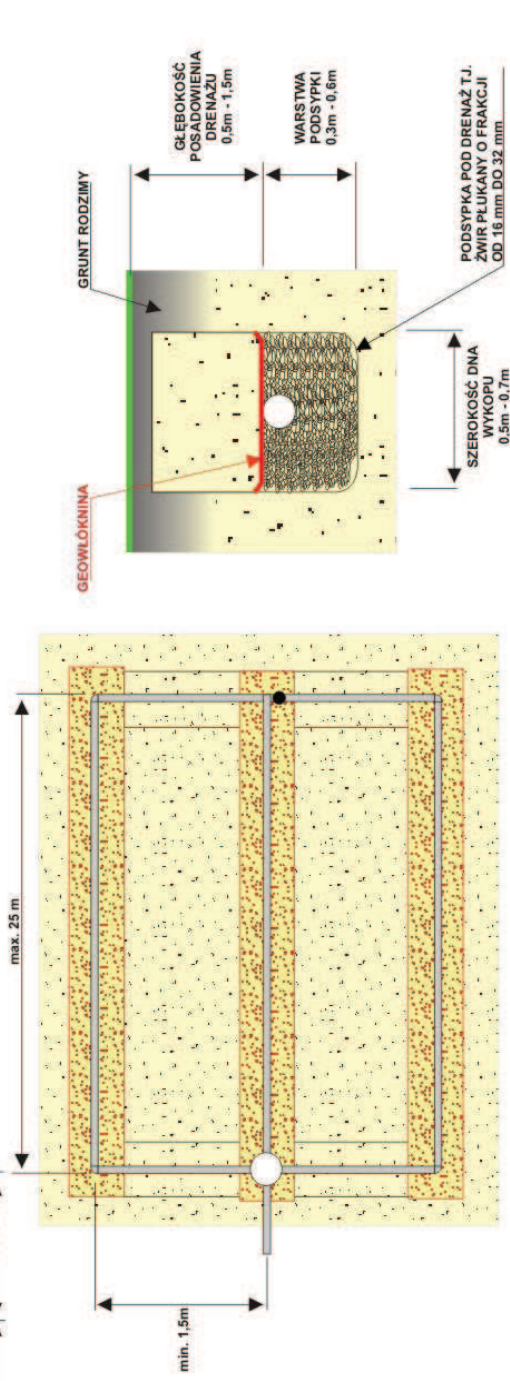 max. 25 m
min. 1,5m
GRUNT RODZIMY
GEOWŁÓKNINA
GŁĘBOKOŚĆ
POSADOWIENIA
DRENAŻU
0,5m - 1,5m
WARSTWA
PODSYPKI
0,3m - 0,6m
SZEROKOŚĆ DNA
WYKOPU
0,5m - 0,7m
PODSYPKA POD DRENAŻ TJ.
ŻWIR PŁUKANY O FRAKCJI
OD 16 mm DO 32 mm